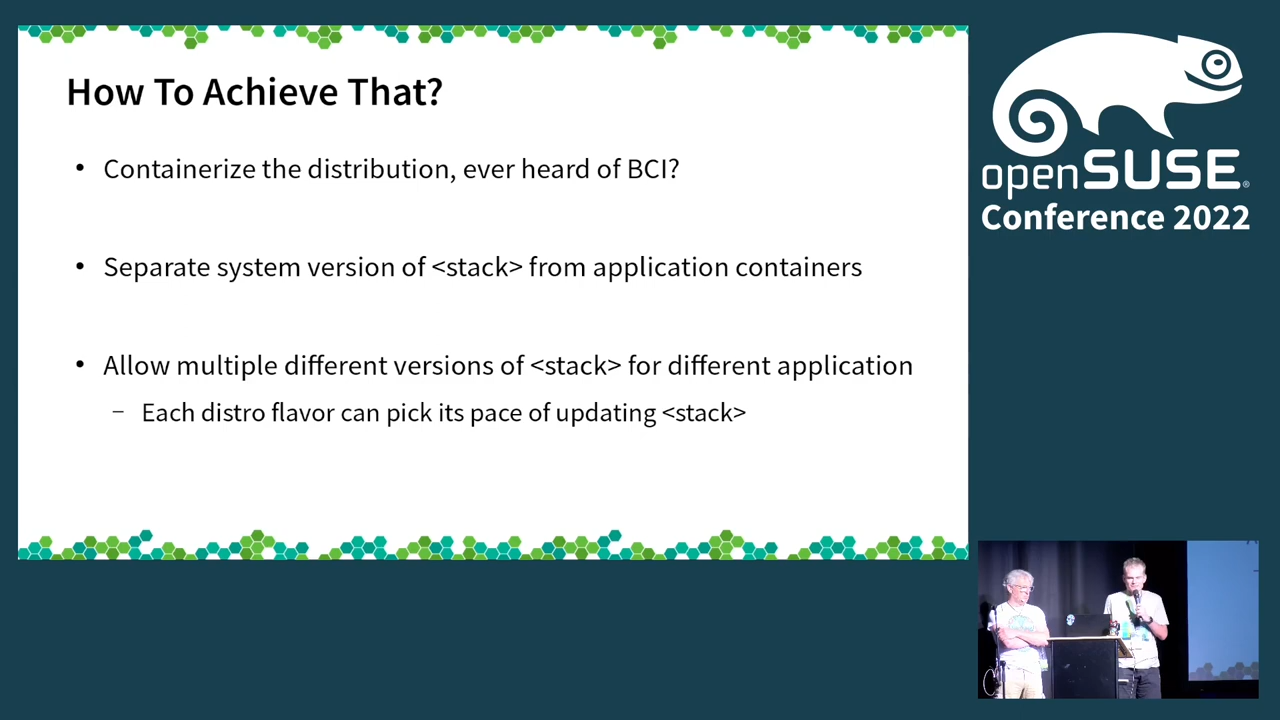 How To Achieve That?
• Containerize the distribution, ever heard of BCI?
• Separate system version of <stack> from application containers
• Allow multiple different versions of <stack> for different application
– Each distro flavor can pick its pace of updating <stack>
openSUSE®
Conference 2022